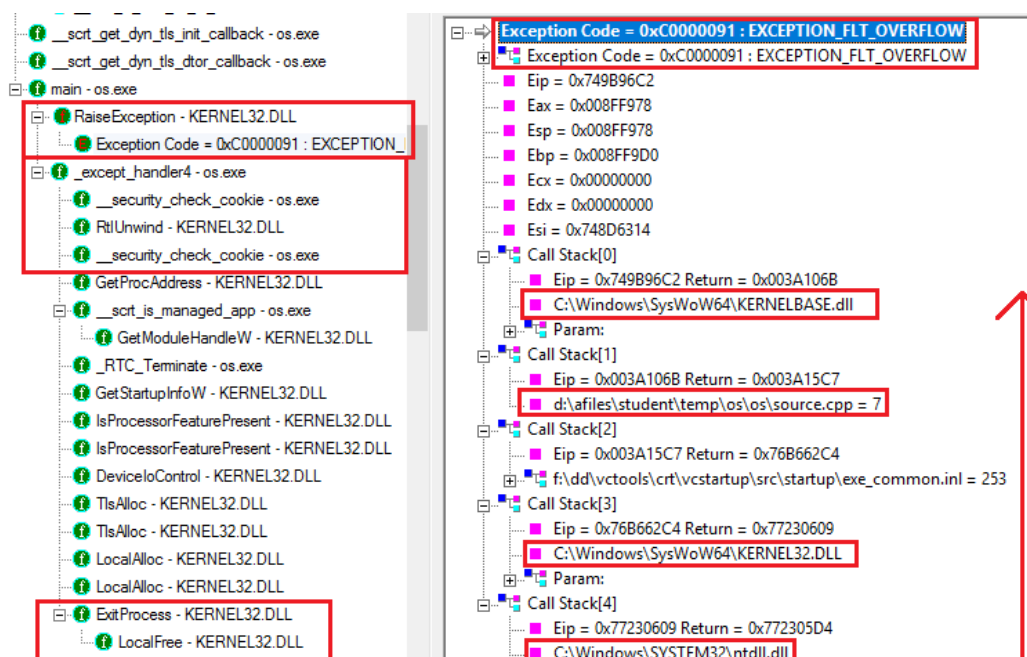 __scrt_get_dyn_tls_init_callback - os.exe
__scrt_get_dyn_tls_dtor_callback - os.exe
main - os.exe
RaiseException - KERNEL32.DLL
Exception Code = 0xC0000091 : EXCEPTION_
_except_handler4 - os.exe
__security_check_cookie - os.exe
RtlUnwind - KERNEL32.DLL
__security_check_cookie - os.exe
GetProcAddress - KERNEL32.DLL
__scrt_is_managed_app - os.exe
GetModuleHandleW - KERNEL32.DLL
_RTC_Terminate - os.exe
GetStartupInfoW - KERNEL32.DLL
IsProcessorFeaturePresent - KERNEL32.DLL
IsProcessorFeaturePresent - KERNEL32.DLL
DeviceIoControl - KERNEL32.DLL
TlsAlloc - KERNEL32.DLL
TlsAlloc - KERNEL32.DLL
LocalAlloc - KERNEL32.DLL
LocalAlloc - KERNEL32.DLL
ExitProcess - KERNEL32.DLL
LocalFree - KERNEL32.DLL
Exception Code = 0xC0000091 : EXCEPTION_FLT_OVERFLOW
Exception Code = 0xC0000091 : EXCEPTION_FLT_OVERFLOW
Eip = 0x749B96C2
Eax = 0x008FF978
Esp = 0x008FF978
Ebp = 0x008FF9D0
Ecx = 0x00000000
Edx = 0x00000000
Esi = 0x748D6314
Call Stack[0]
Eip = 0x749B96C2 Return = 0x003A106B
C:\Windows\SysWoW64\KERNELBASE.dll
Param:
Call Stack[1]
Eip = 0x003A106B Return = 0x003A15C7
d:\afiles\student\temp\os\os\source.cpp = 7
Call Stack[2]
Eip = 0x003A15C7 Return = 0x76B662C4
f:\dd\vctools\crt\vcstartup\src\startup\exe_common.inl = 253
Call Stack[3]
Eip = 0x76B662C4 Return = 0x77230609
C:\Windows\SysWoW64\KERNEL32.DLL
Param:
Call Stack[4]
Eip = 0x77230609 Return = 0x772305D4
C:\Windows\SYSTEM32\ntdll.dll